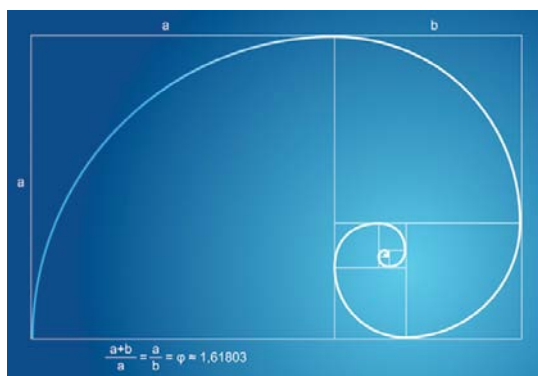 a b
a
a+b/a = a/b = φ ≈ 1,61803